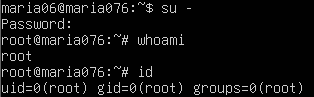 maria06@maria076:~$ su -
Password:
root@maria076:~# whoami
root
root@maria076:~# id
uid=0(root) gid=0(root) groups=0(root)